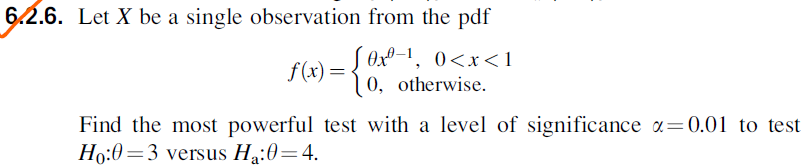 6.2.6. Let X be a single observation from the pdf
f(x) = { θx^{θ−1}, 0<x<1
0, otherwise.
Find the most powerful test with a level of significance α=0.01 to test
H₀:θ=3 versus Hₐ:θ=4.